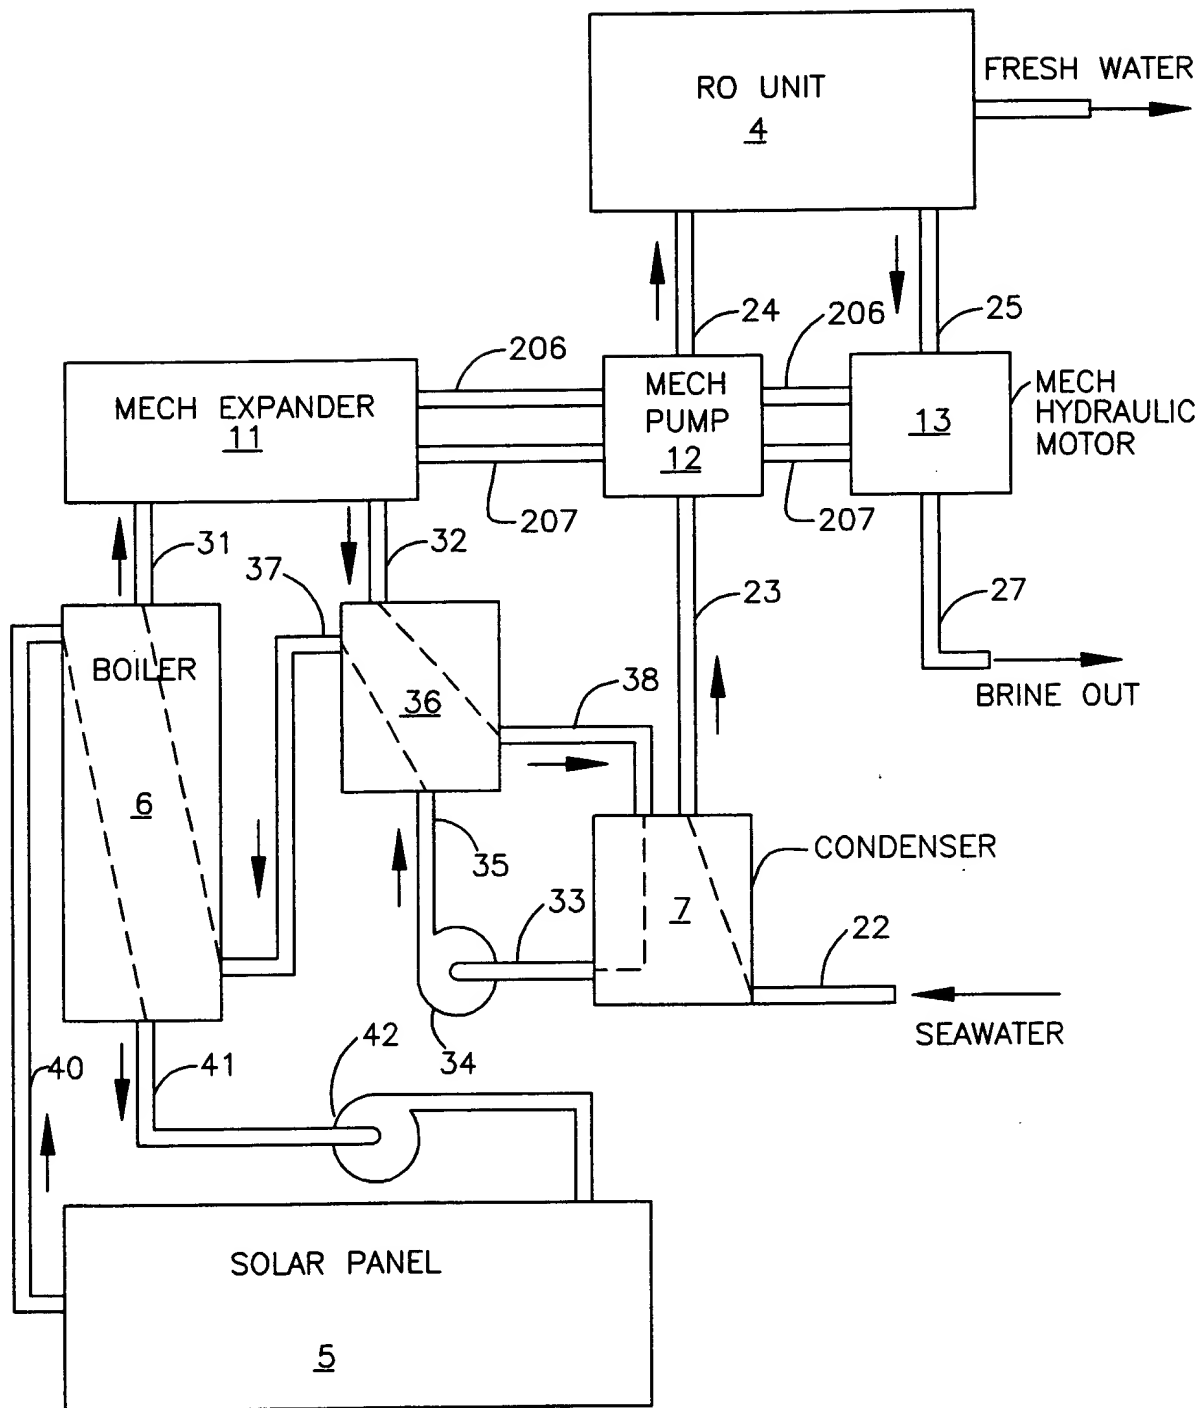 RO UNIT
4
FRESH WATER
24
206
25
206
MECH EXPANDER
11
MECH
PUMP
12
13
MECH
HYDRAULIC
MOTOR
207
207
31
32
37
23
27
BRINE OUT
BOILER
36
38
6
35
33
CONDENSER
7
22
SEAWATER
34
40
41
42
SOLAR PANEL
5